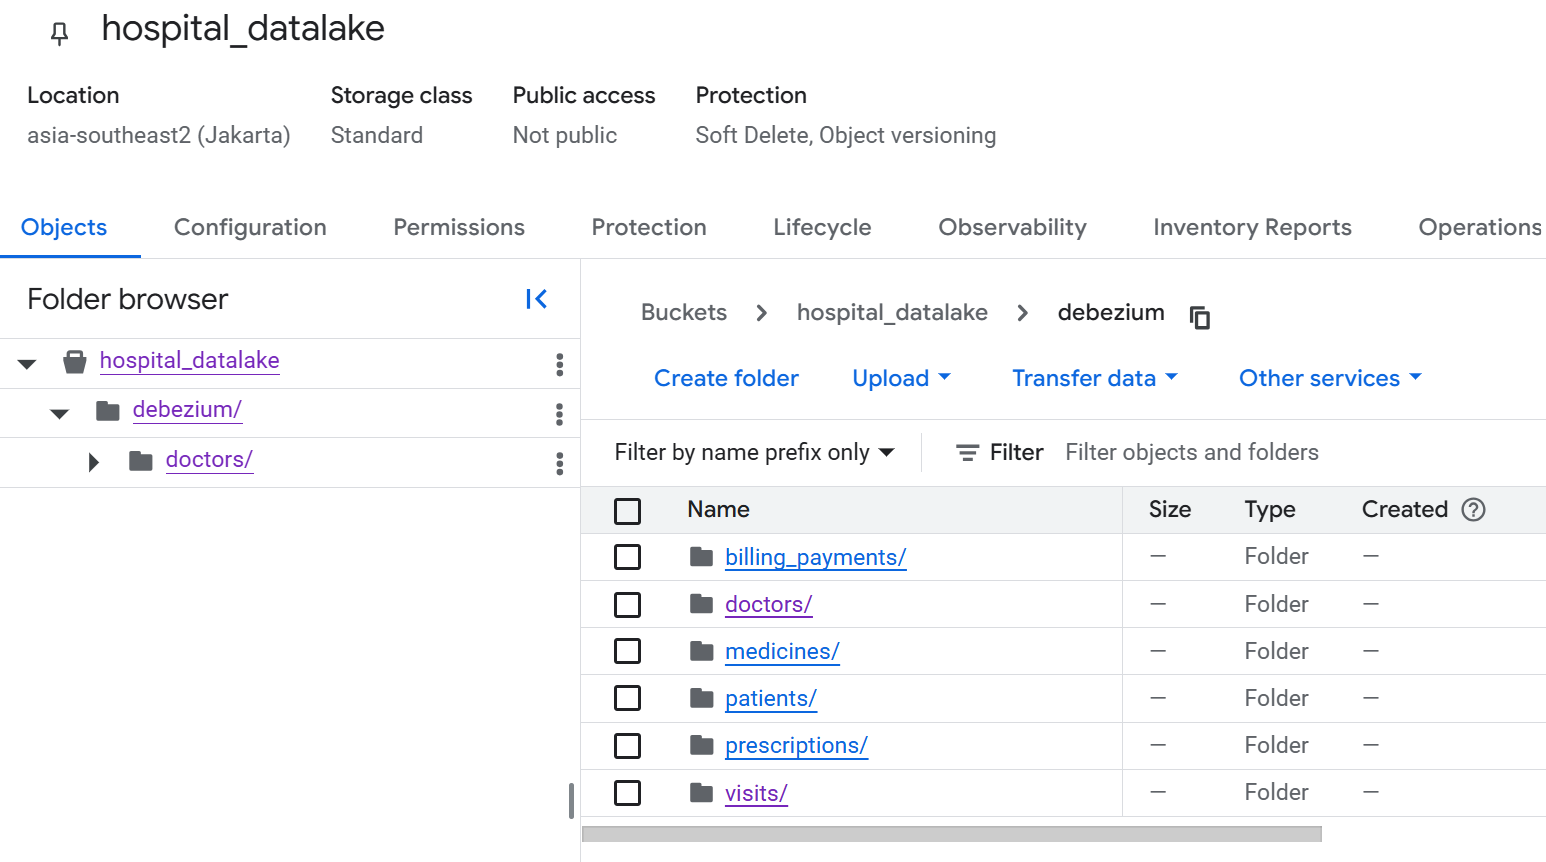 hospital_datalake
Location Storage class Public access Protection
asia-southeast2 (Jakarta) Standard Not public Soft Delete, Object versioning
Objects Configuration Permissions Protection Lifecycle Observability Inventory Reports Operations
Folder browser
hospital_datalake
debezium/
doctors/
Buckets hospital_datalake debezium
Create folder Upload Transfer data Other services
Filter by name prefix only Filter Filter objects and folders
Name Size Type Created
billing_payments/ — Folder —
doctors/ — Folder —
medicines/ — Folder —
patients/ — Folder —
prescriptions/ — Folder —
visits/ — Folder —